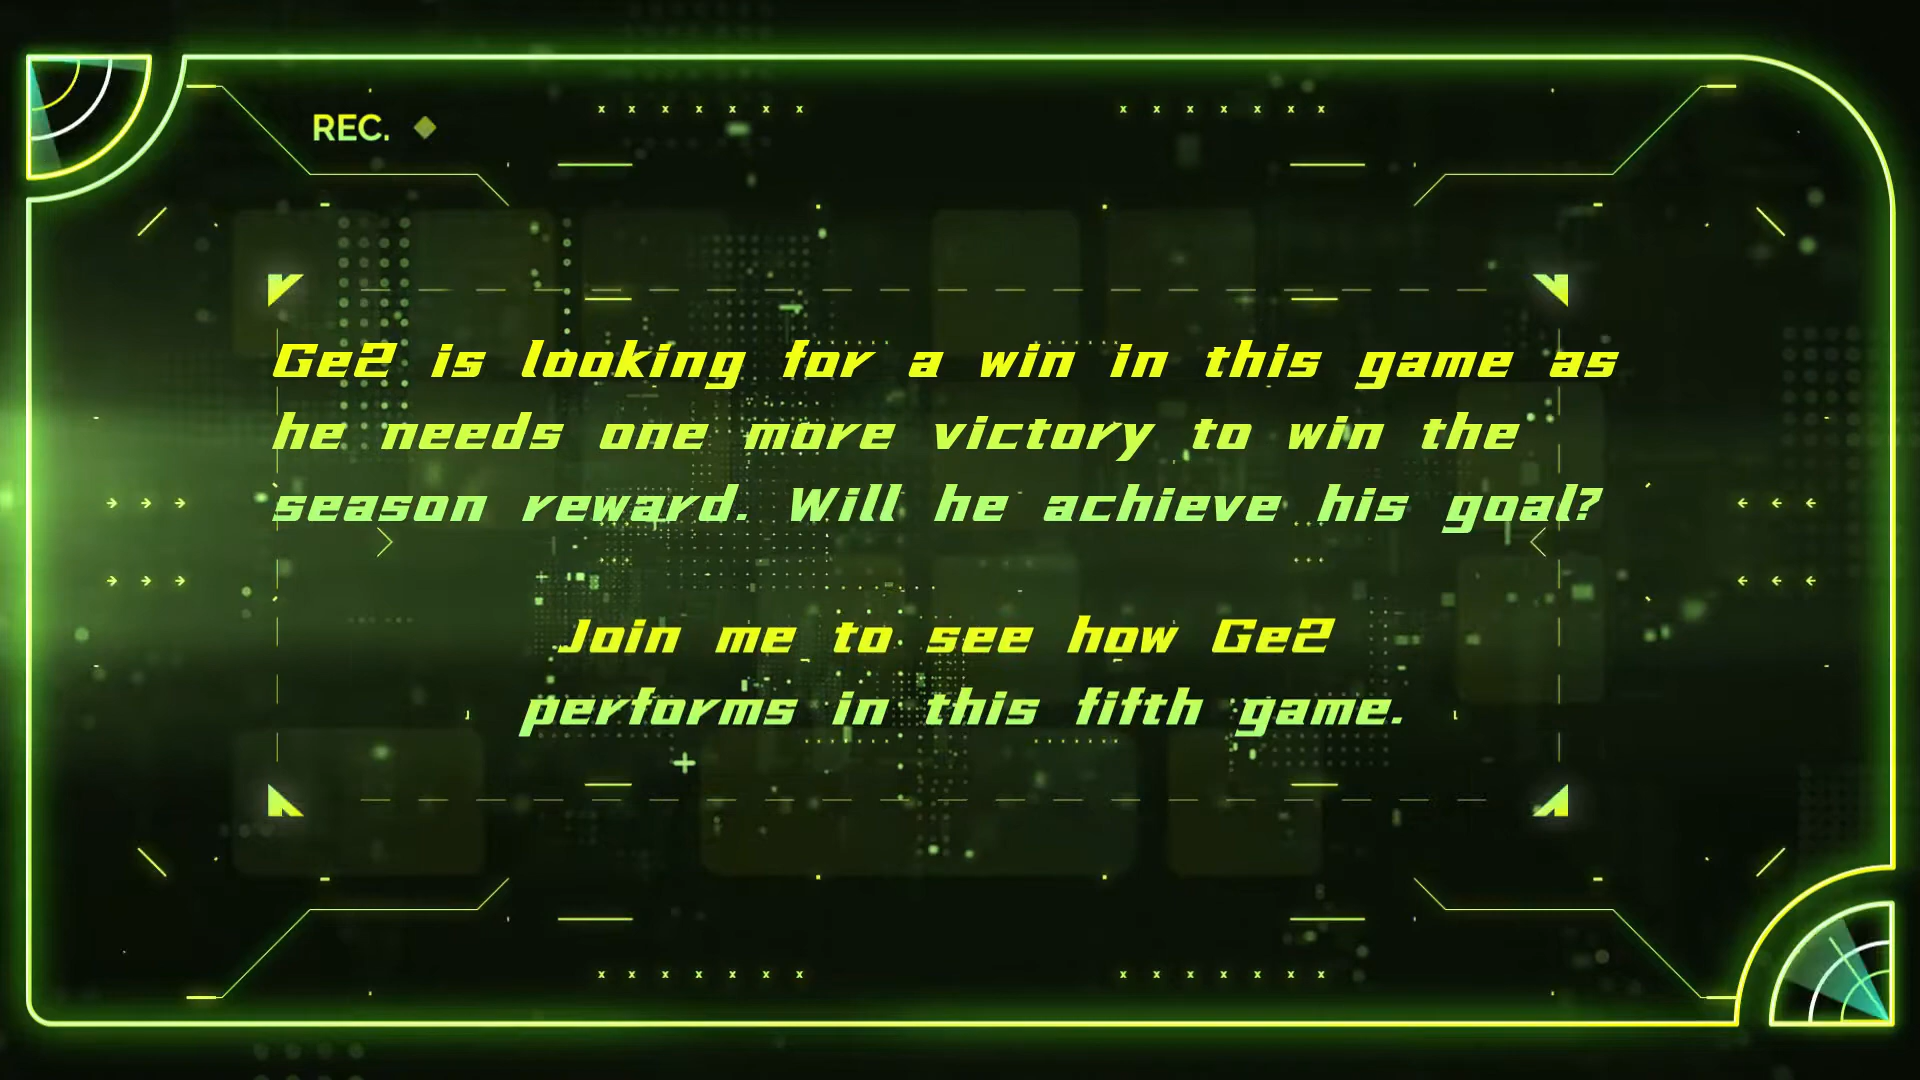 REC.
Ge2 is looking for a win in this game as
he needs one more victory to win the
season reward. Will he achieve his goal?
Join me to see how Ge2
performs in this fifth game.